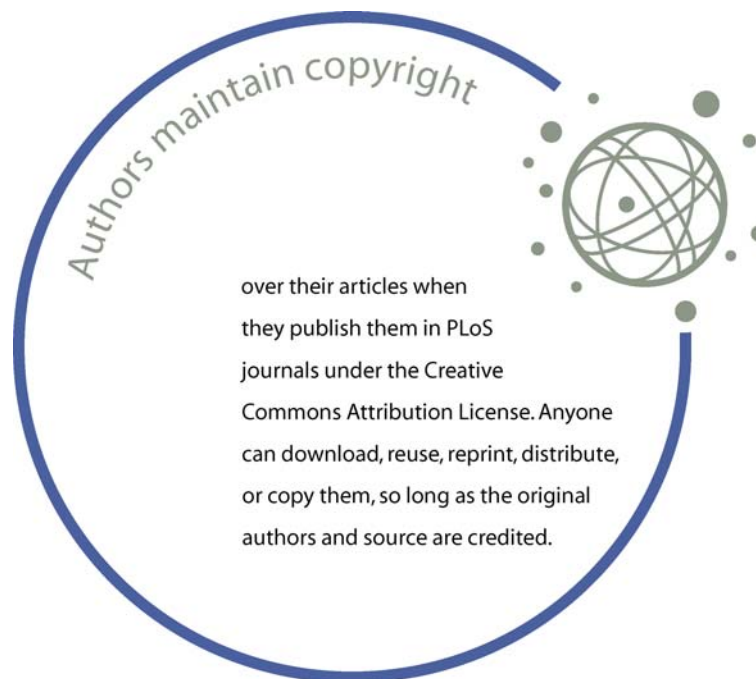 Authors maintain copyright
over their articles when
they publish them in PLoS
journals under the Creative
Commons Attribution License. Anyone
can download, reuse, reprint, distribute,
or copy them, so long as the original
authors and source are credited.